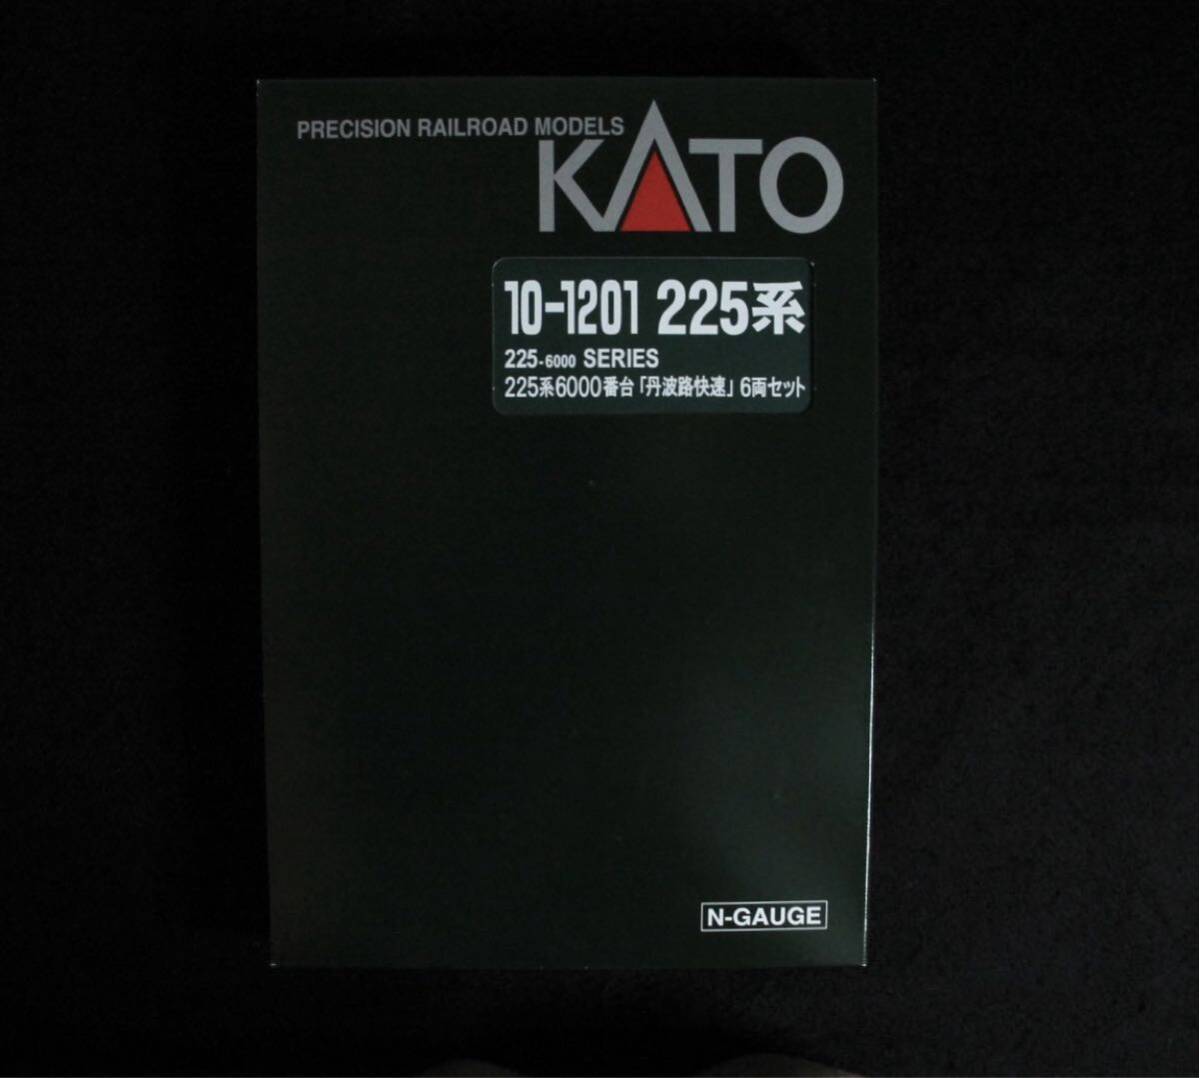 PRECISION RAILROAD MODELS
KATO
10-1201 225系
225-6000 SERIES
225系6000番台「丹波路快速」6両セット
N-GAUGE